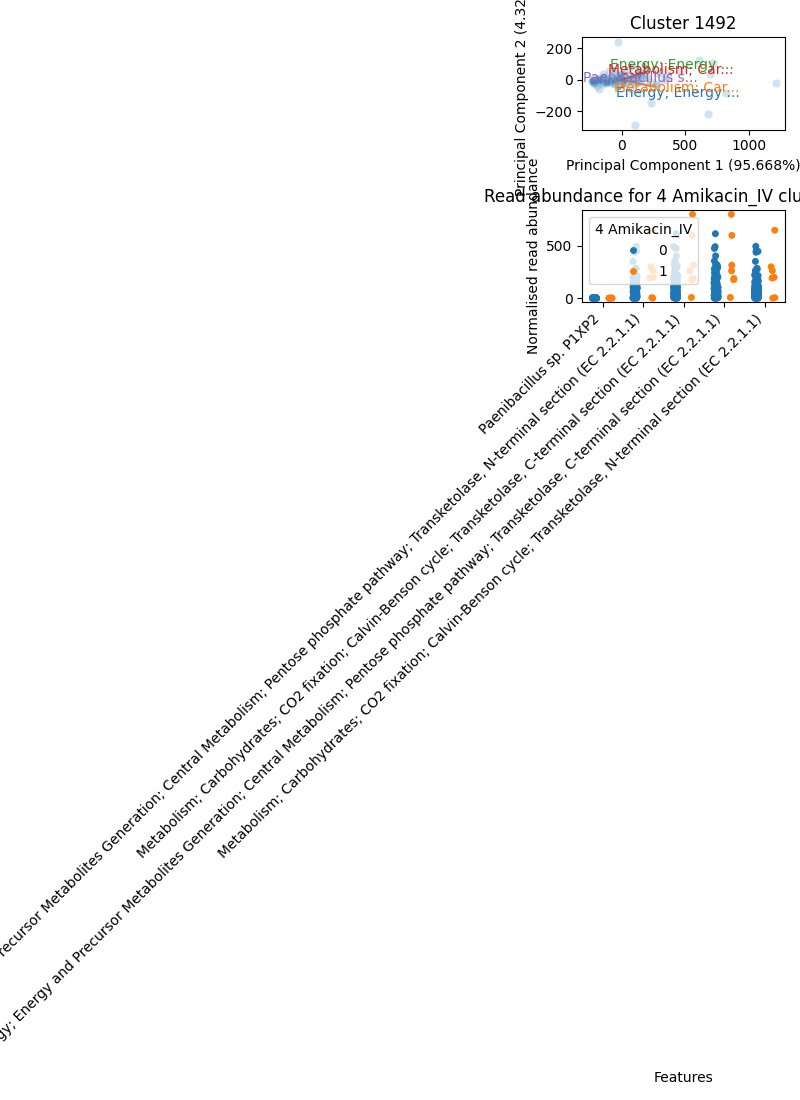 Cluster 1492
Principal Component 2 (4.32
200
0
−200
Energy; Energy ...
Metabolism; Car...
Paenibacillus s...
Metabolism; Car...
Energy; Energy ...
0
500
1000
Principal Component 1 (95.668%)
Read abundance for 4 Amikacin_IV clu
Normalised read abundance
500
0
4 Amikacin_IV
0
1
Paenibacillus sp. P1XP2
recursor Metabolites Generation; Central Metabolism; Pentose phosphate pathway; Transketolase, N-terminal section (EC 2.2.1.1)
Metabolism; Carbohydrates; CO2 fixation; Calvin-Benson cycle; Transketolase, C-terminal section (EC 2.2.1.1)
gy; Energy and Precursor Metabolites Generation; Central Metabolism; Pentose phosphate pathway; Transketolase, C-terminal section (EC 2.2.1.1)
Metabolism; Carbohydrates; CO2 fixation; Calvin-Benson cycle; Transketolase, N-terminal section (EC 2.2.1.1)
Features